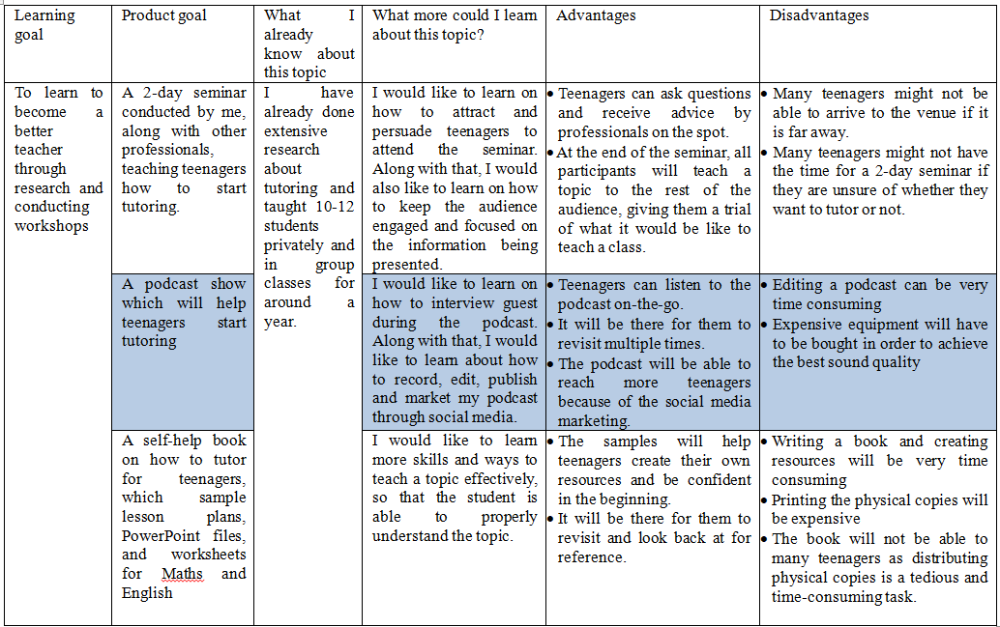 Learning
goal
Product goal
What I
already
know about
this topic
What more could I learn
about this topic?
Advantages
Disadvantages
To learn to
become a
better
teacher
through
research and
conducting
workshops
A 2-day seminar
conducted by me,
along with other
professionals,
teaching teenagers
how to start
tutoring.
I have
already done
extensive
research
about
tutoring and
taught 10-12
students
privately and
in group
classes for
around a
year.
I would like to learn on
how to attract and
persuade teenagers to
attend the seminar.
Along with that, I would
also like to learn on how
to keep the audience
engaged and focused on
the information being
presented.
• Teenagers can ask questions
and receive advice by
professionals on the spot.
• At the end of the seminar, all
participants will teach a
topic to the rest of the
audience, giving them a trial
of what it would be like to
teach a class.
• Many teenagers might not be
able to arrive to the venue if it
is far away.
• Many teenagers might not have
the time for a 2-day seminar if
they are unsure of whether they
want to tutor or not.
A podcast show
which will help
teenagers start
tutoring
I would like to learn on
how to interview guest
during the podcast.
Along with that, I would
like to learn about how
to record, edit, publish
and market my podcast
through social media.
• Teenagers can listen to the
podcast on-the-go.
• It will be there for them to
revisit multiple times.
• The podcast will be able to
reach more teenagers
because of the social media
marketing.
• Editing a podcast can be very
time consuming
• Expensive equipment will have
to be bought in order to achieve
the best sound quality
A self-help book
on how to tutor
for teenagers,
which sample
lesson plans,
PowerPoint files,
and worksheets
for Maths and
English
I would like to learn
more skills and ways to
teach a topic effectively,
so that the student is
able to properly
understand the topic.
• The samples will help
teenagers create their own
resources and be confident
in the beginning.
• It will be there for them to
revisit and look back at for
reference.
• Writing a book and creating
resources will be very time
consuming
• Printing the physical copies will
be expensive
• The book will not be able to
many teenagers as distributing
physical copies is a tedious and
time-consuming task.